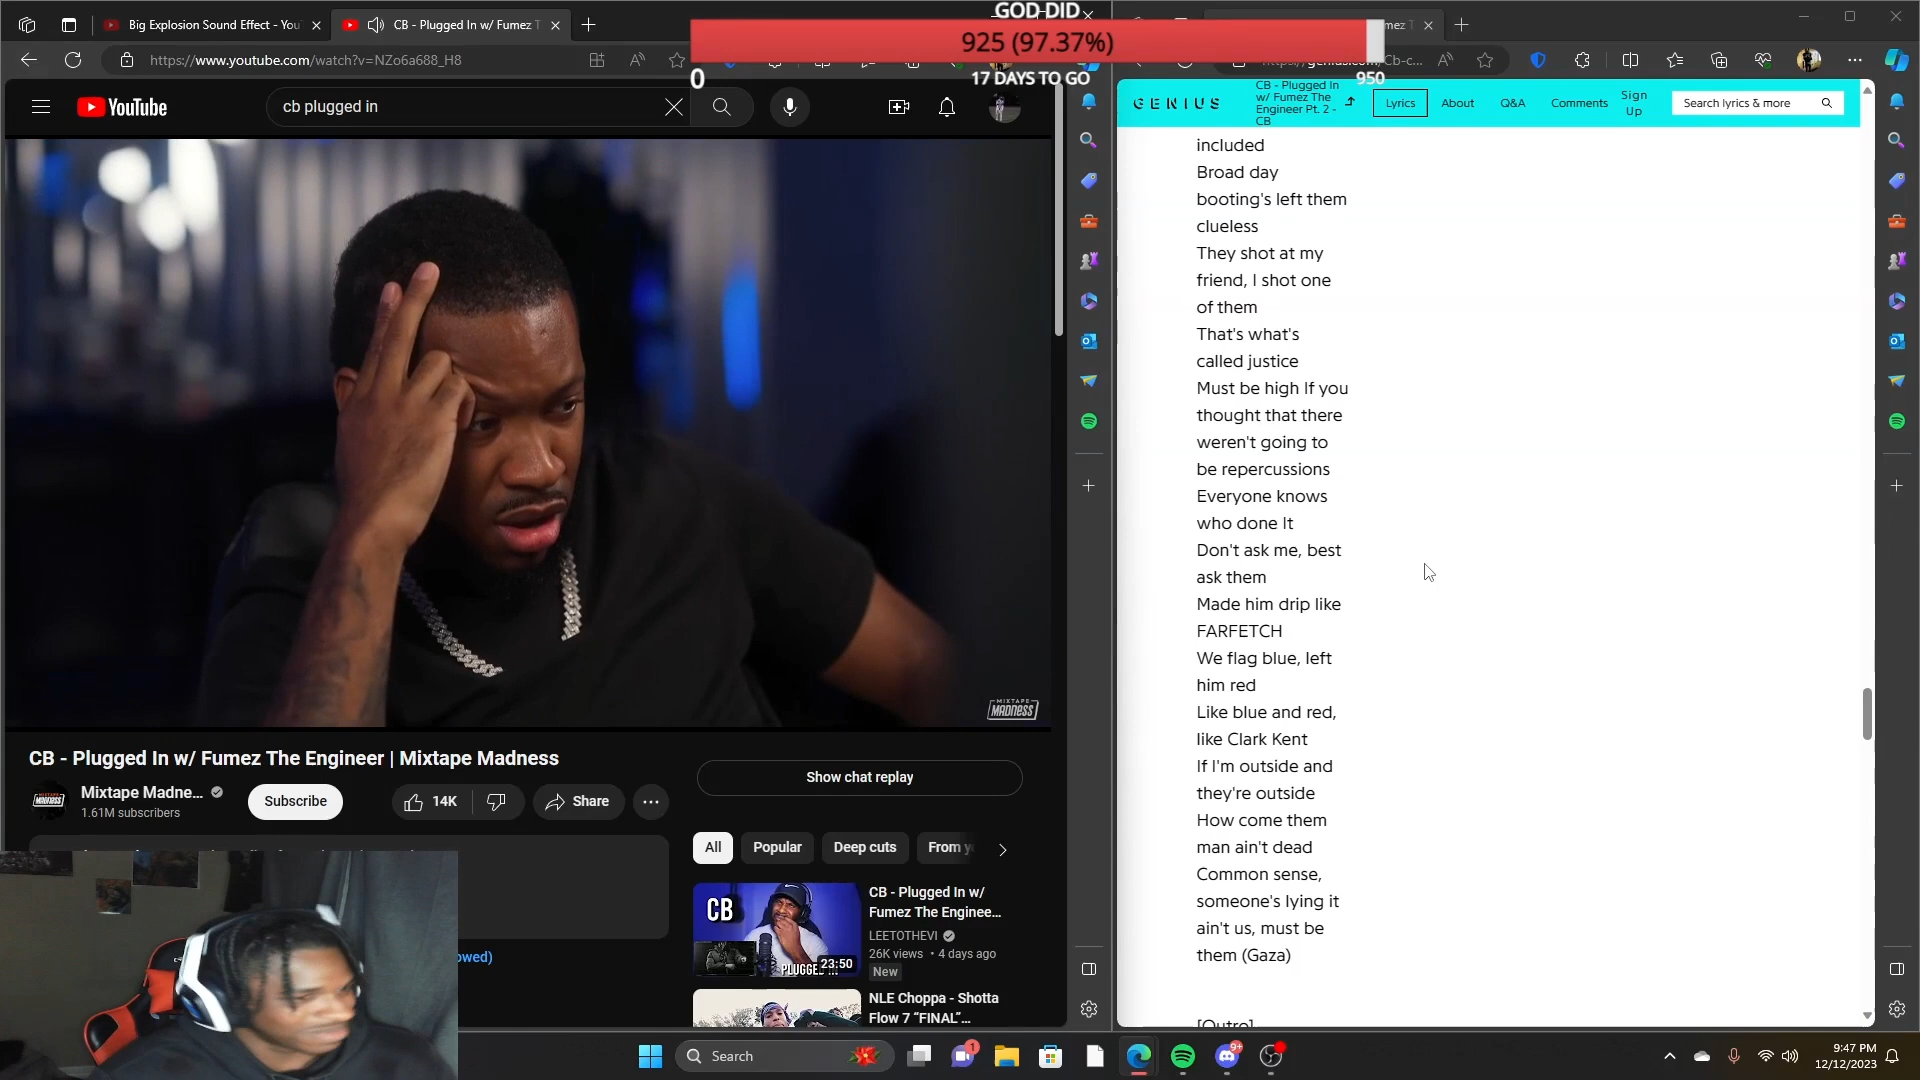 Big Explosion Sound Effect - You
CB - Plugged In w/ Fumez T
mez T
GOD DID
925 (97.37%)
0
17 DAYS TO GO
950
https://www.youtube.com/watch?v=NZo6a688_H8
YouTube
cb plugged in
GENIUS
CB - Plugged In
w/ Fumez The
Engineer Pt. 2 -
CB
Lyrics
About
Q&A
Comments
Sign
Up
Search lyrics & more
included
Broad day
booting's left them
clueless
They shot at my
friend, I shot one
of them
That's what's
called justice
Must be high If you
thought that there
weren't going to
be repercussions
Everyone knows
who done It
Don't ask me, best
ask them
Made him drip like
FARFETCH
We flag blue, left
him red
Like blue and red,
like Clark Kent
If I'm outside and
they're outside
How come them
man ain't dead
Common sense,
someone's lying it
ain't us, must be
them (Gaza)
[Outro]
MIXTAPE
MADNESS
CB - Plugged In w/ Fumez The Engineer | Mixtape Madness
Mixtape Madne...
1.61M subscribers
Subscribe
14K
Share
Show chat replay
All
Popular
Deep cuts
From y
owed)
CB
PLUGGED
23:50
CB - Plugged In w/
Fumez The Enginee...
LEETOTHEVI
26K views • 4 days ago
New
NLE Choppa - Shotta
Flow 7 “FINAL”...
Search
1
9+
9:47 PM
12/12/2023